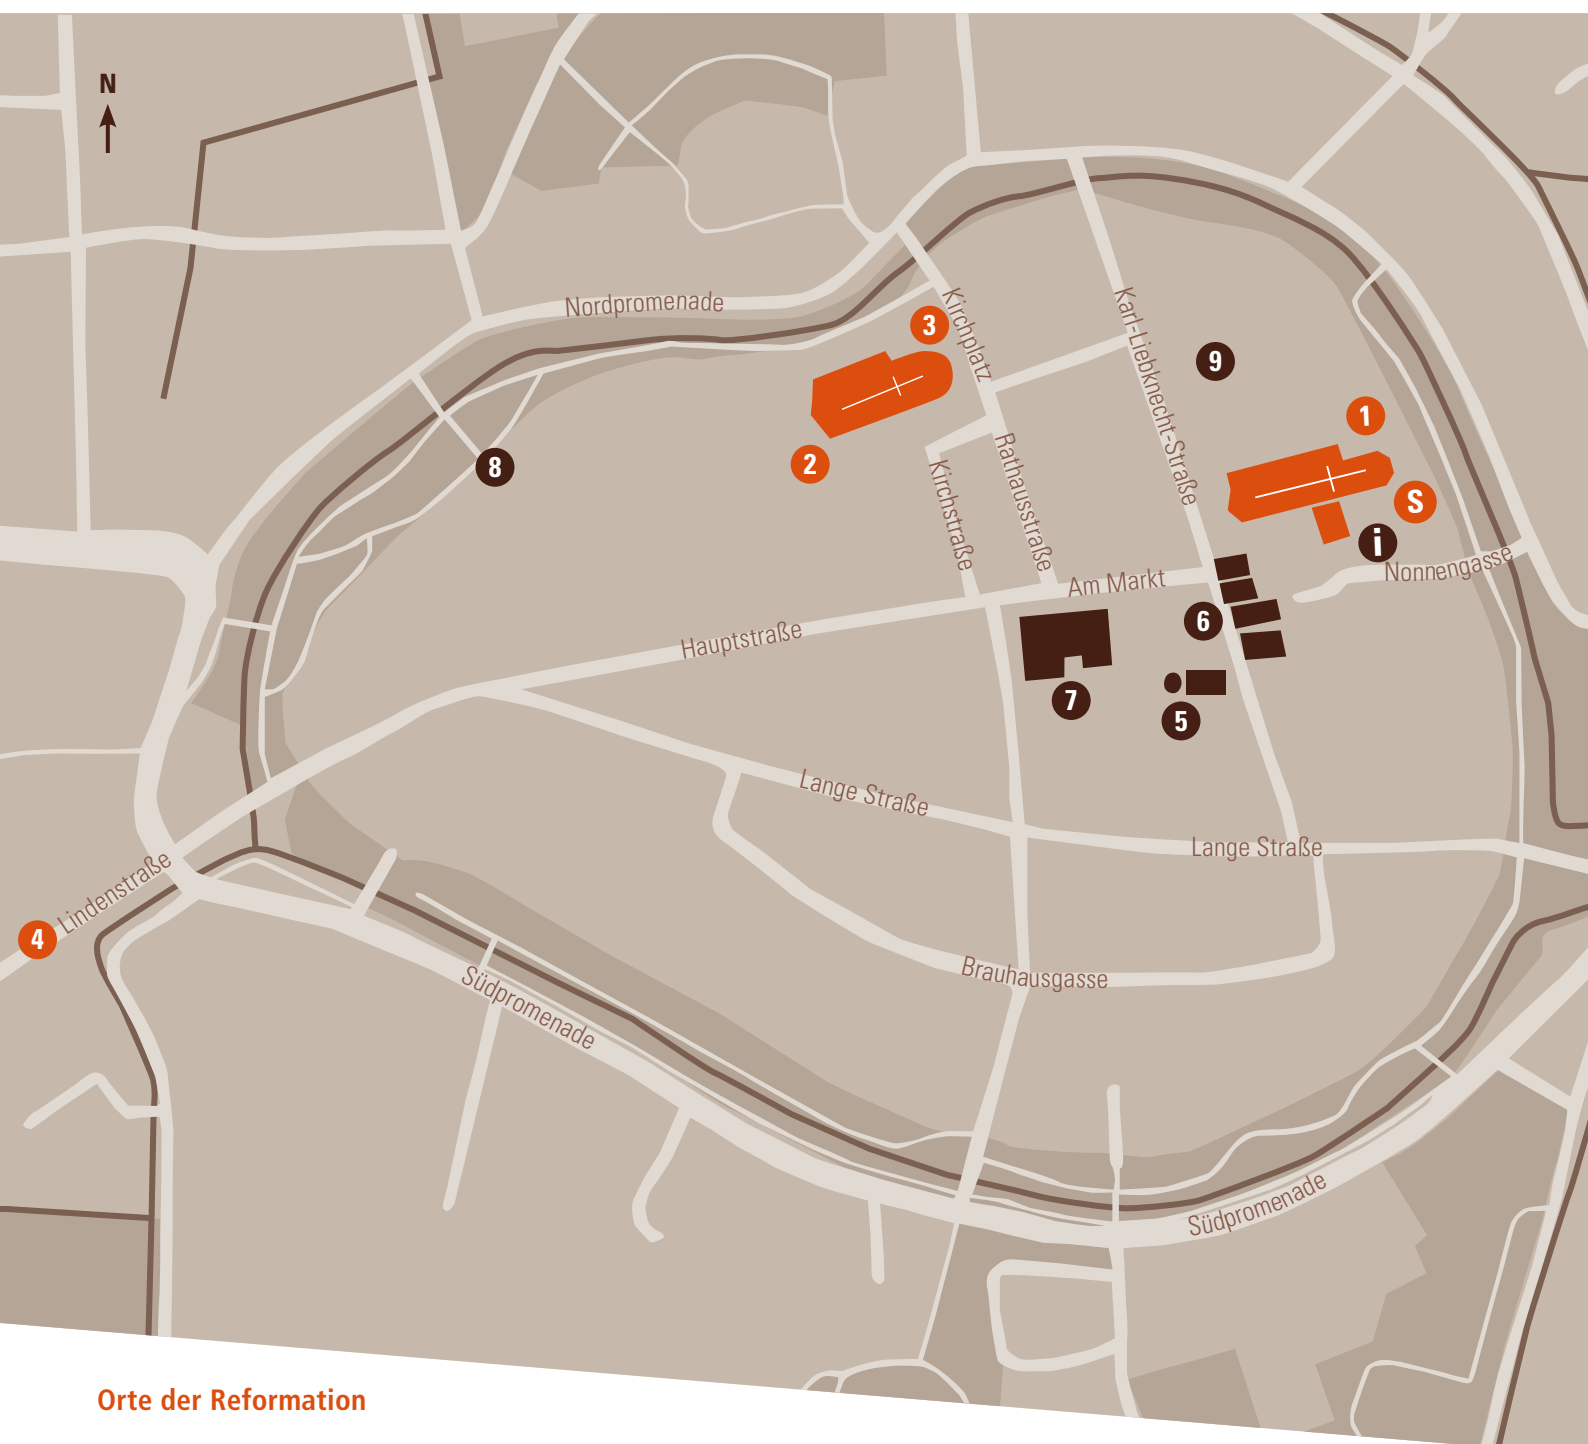 N
Nordpromenade
3
Kirchplatz
Karl-Liebknecht-Straße
9
1
2
8
Rathausstraße
Kirchstraße
S
i
Nonnengasse
Am Markt
6
Hauptstraße
7
5
Lange Straße
Lange Straße
Lindenstraße
4
Brauhausgasse
Südpromenade
Südpromenade
Orte der Reformation